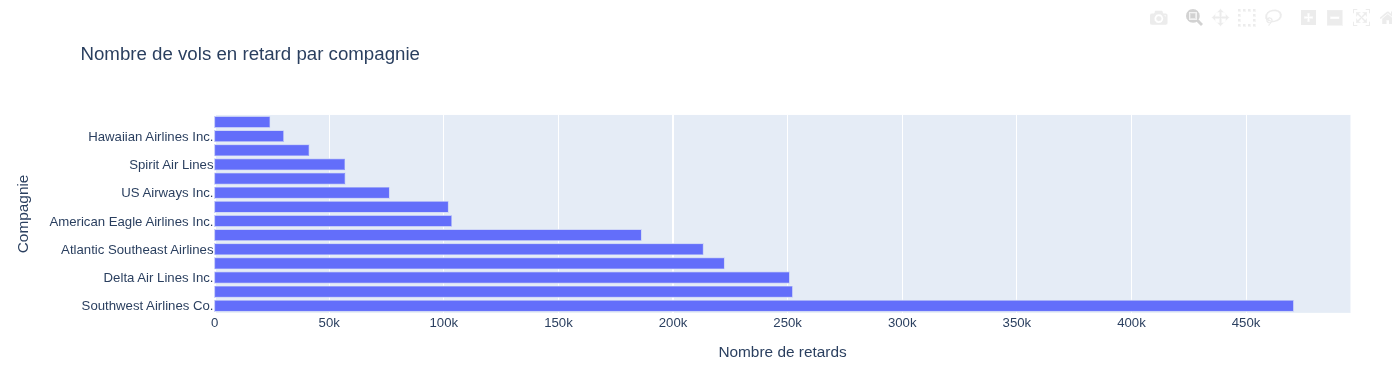 Nombre de vols en retard par compagnie
Hawaiian Airlines Inc.
Spirit Air Lines
US Airways Inc.
American Eagle Airlines Inc.
Atlantic Southeast Airlines
Delta Air Lines Inc.
Southwest Airlines Co.
Compagnie
0 50k 100k 150k 200k 250k 300k 350k 400k 450k
Nombre de retards